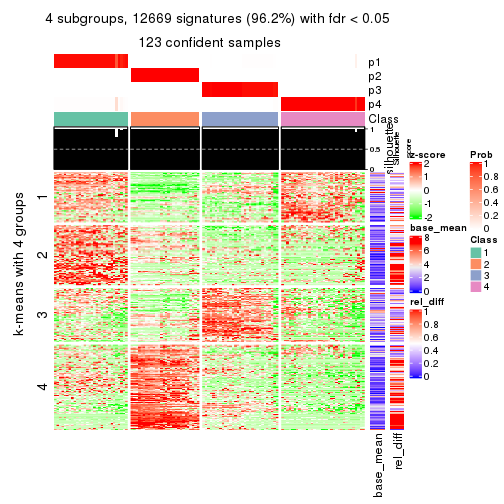 4 subgroups, 12669 signatures (96.2%) with fdr < 0.05
123 confident samples
p1
p2
p3
p4
Class
1
0.5
0
silhouette
Silhouette
score
k-means with 4 groups
1
2
3
4
base_mean
rel_diff
z-score
2
1
0
-1
-2
base_mean
8
6
4
2
0
rel_diff
1
0.8
0.6
0.4
0.2
0
Prob
1
0.8
0.6
0.4
0.2
0
Class
1
2
3
4